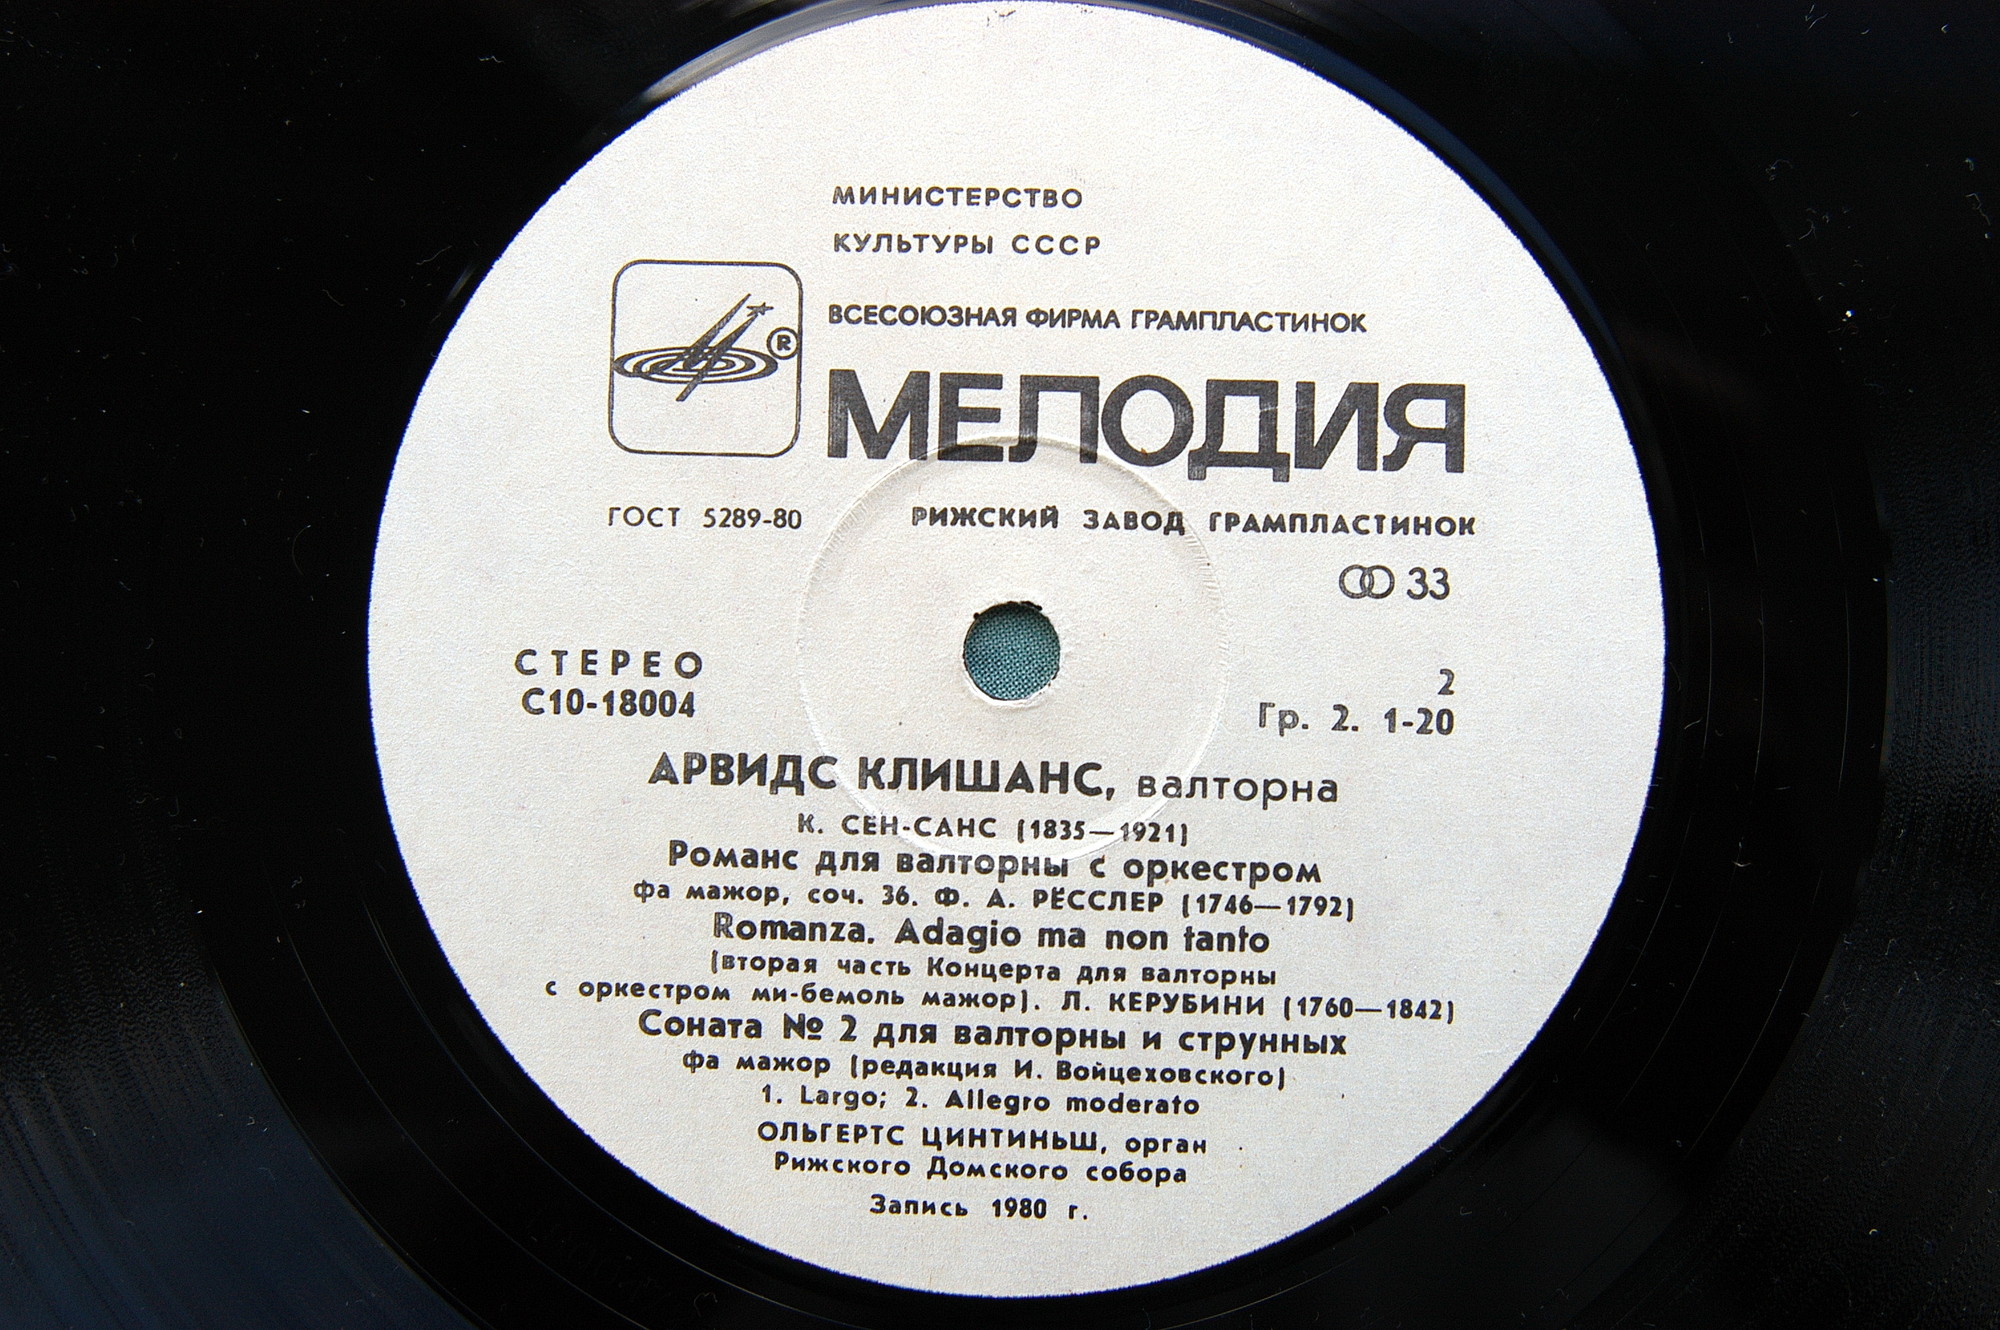 МИНИСТЕРСТВО
КУЛЬТУРЫ СССР
ВСЕСОЮЗНАЯ ФИРМА ГРАМПЛАСТИНОК
®
МЕЛОДИЯ
ГОСТ 5289-80 РИЖСКИЙ ЗАВОД ГРАМПЛАСТИНОК
33
СТЕРЕО
С10-18004
2
Гр. 2. 1-20
АРВИДС КЛИШАНС, валторна
К. СЕН-САНС (1835—1921)
Романс для валторны с оркестром
фа мажор, соч. 36. Ф. А. РЁССЛЕР (1746—1792)
Romanza. Adagio ma non tanto
(вторая часть Концерта для валторны
с оркестром ми-бемоль мажор). Л. КЕРУБИНИ (1760—1842)
Соната № 2 для валторны и струнных
фа мажор (редакция И. Войцеховского)
1. Largo; 2. Allegro moderato
ОЛЬГЕРТС ЦИНТИНЬШ, орган
Рижского Домского собора
Запись 1980 г.